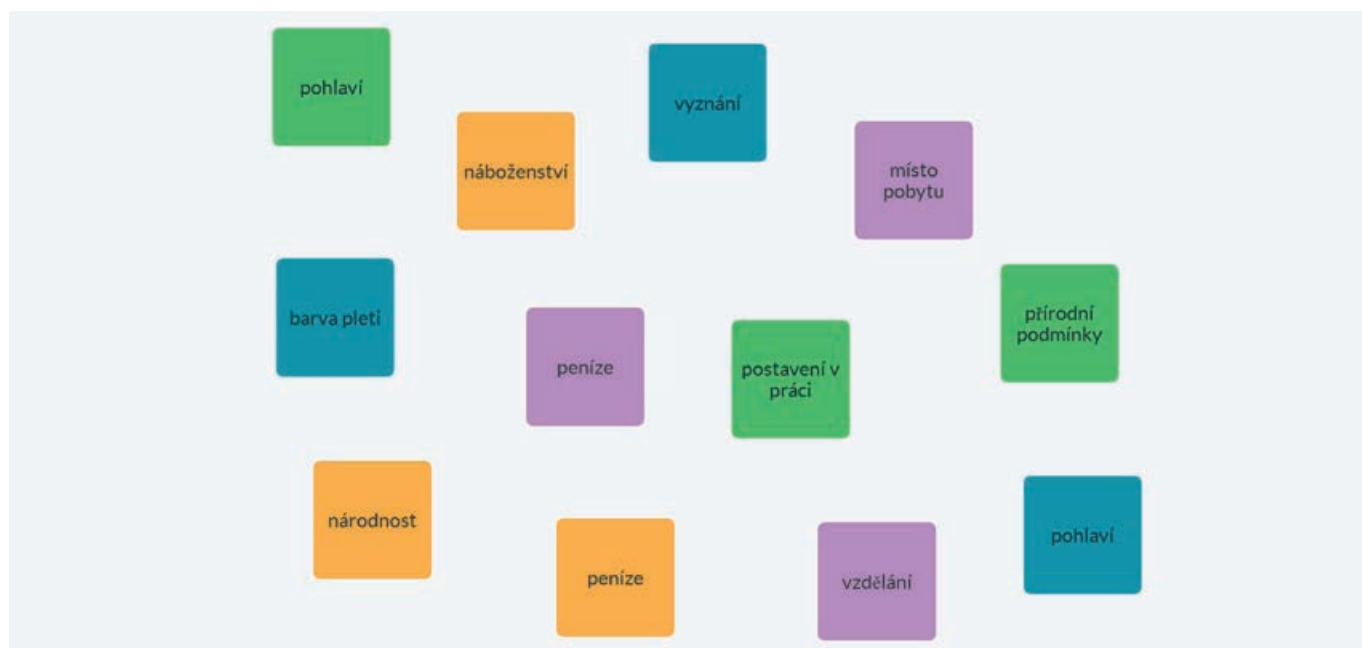 pohlaví
vyznání
náboženství
místo
pobytu
barva pleti
přírodní
podmínky
peníze
postavení v
práci
národnost
peníze
vzdělání
pohlaví